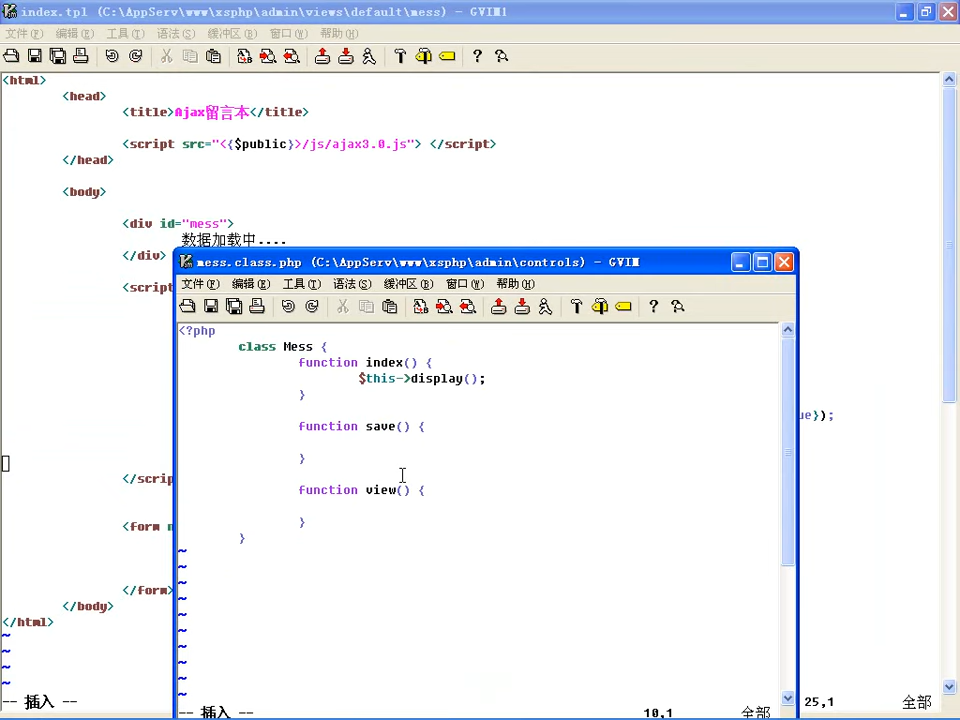 index.tpl (C:\AppServ\www\xsphp\admin\views\default\mess) - GVIM1
文件(F) 编辑(E) 工具(T) 语法(S) 缓冲区(B) 窗口(W) 帮助(H)
<html>
<head>
<title>Ajax留言本</title>
<script src="<{$public}>/js/ajax3.0.js"> </script>
</head>
<body>
<div id="mess">
数据加载中....
</div>
<script
ue});
</scrip
<form
</form>
</body>
</html>
~
~
~
~
-- 插入 --
25,1
全部
mess.class.php (C:\AppServ\www\xsphp\admin\controls) - GVIM
文件(F) 编辑(E) 工具(T) 语法(S) 缓冲区(B) 窗口(W) 帮助(H)
<?php
class Mess {
function index() {
$this->display();
}
function save() {
}
function view() {
}
}
~
~
~
~
~
~
~
~
~
~
-- 插入 --
10,1
全部